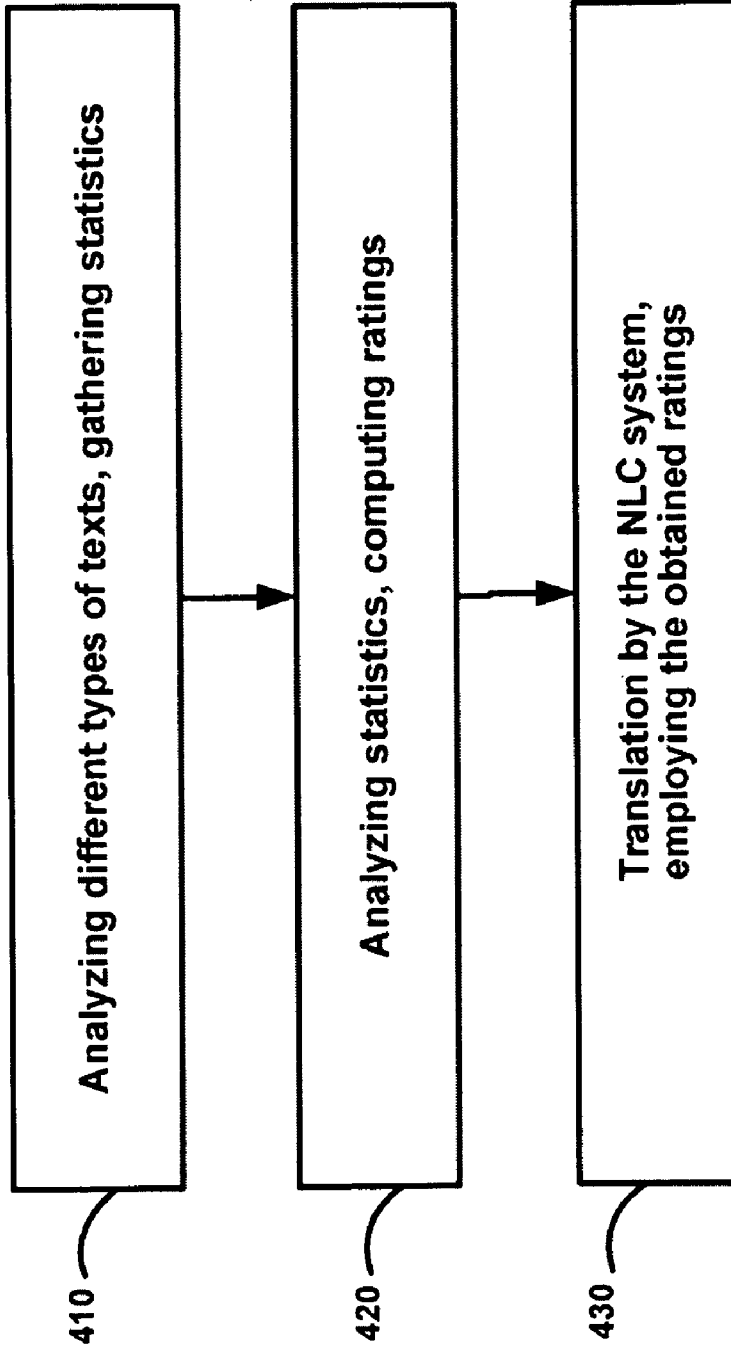 410
Analyzing different types of texts, gathering statistics
420
Analyzing statistics, computing ratings
430
Translation by the NLC system,
employing the obtained ratings